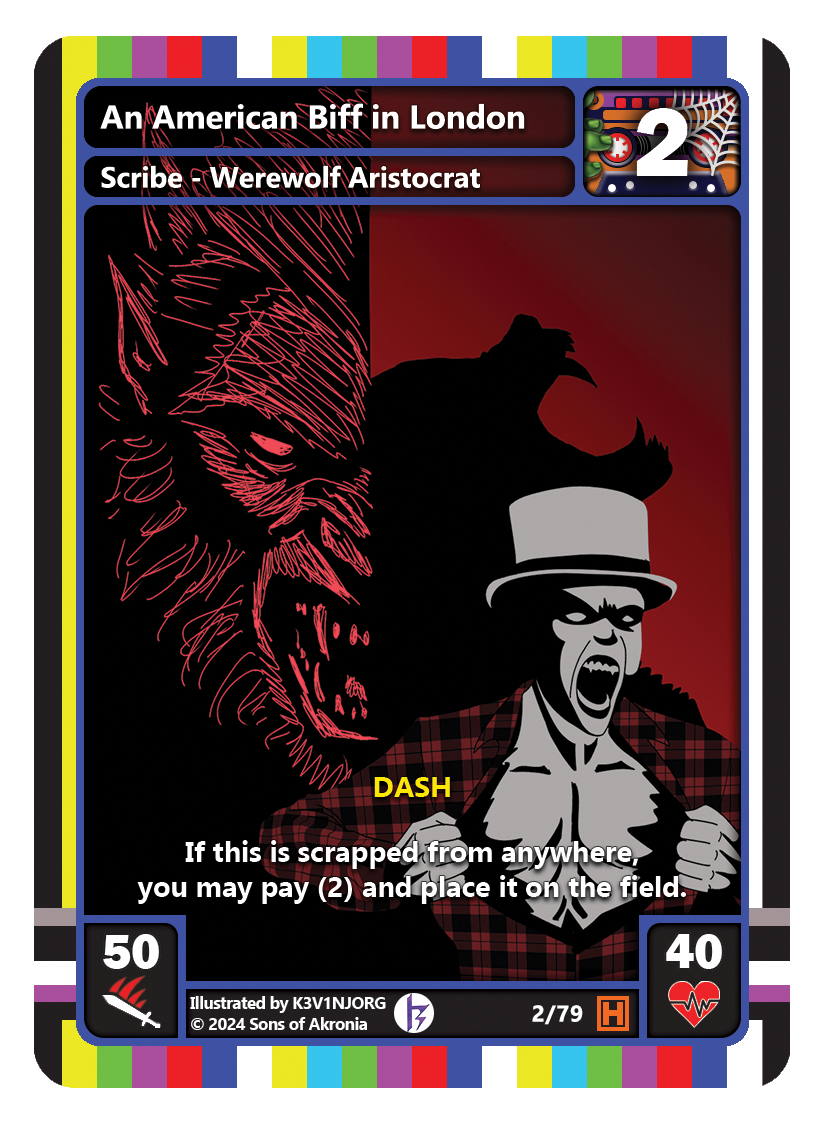 An American Biff in London
2
Scribe - Werewolf Aristocrat
DASH
If this is scrapped from anywhere,
you may pay (2) and place it on the field.
50
40
Illustrated by K3V1NJORG
© 2024 Sons of Akronia
2/79
H